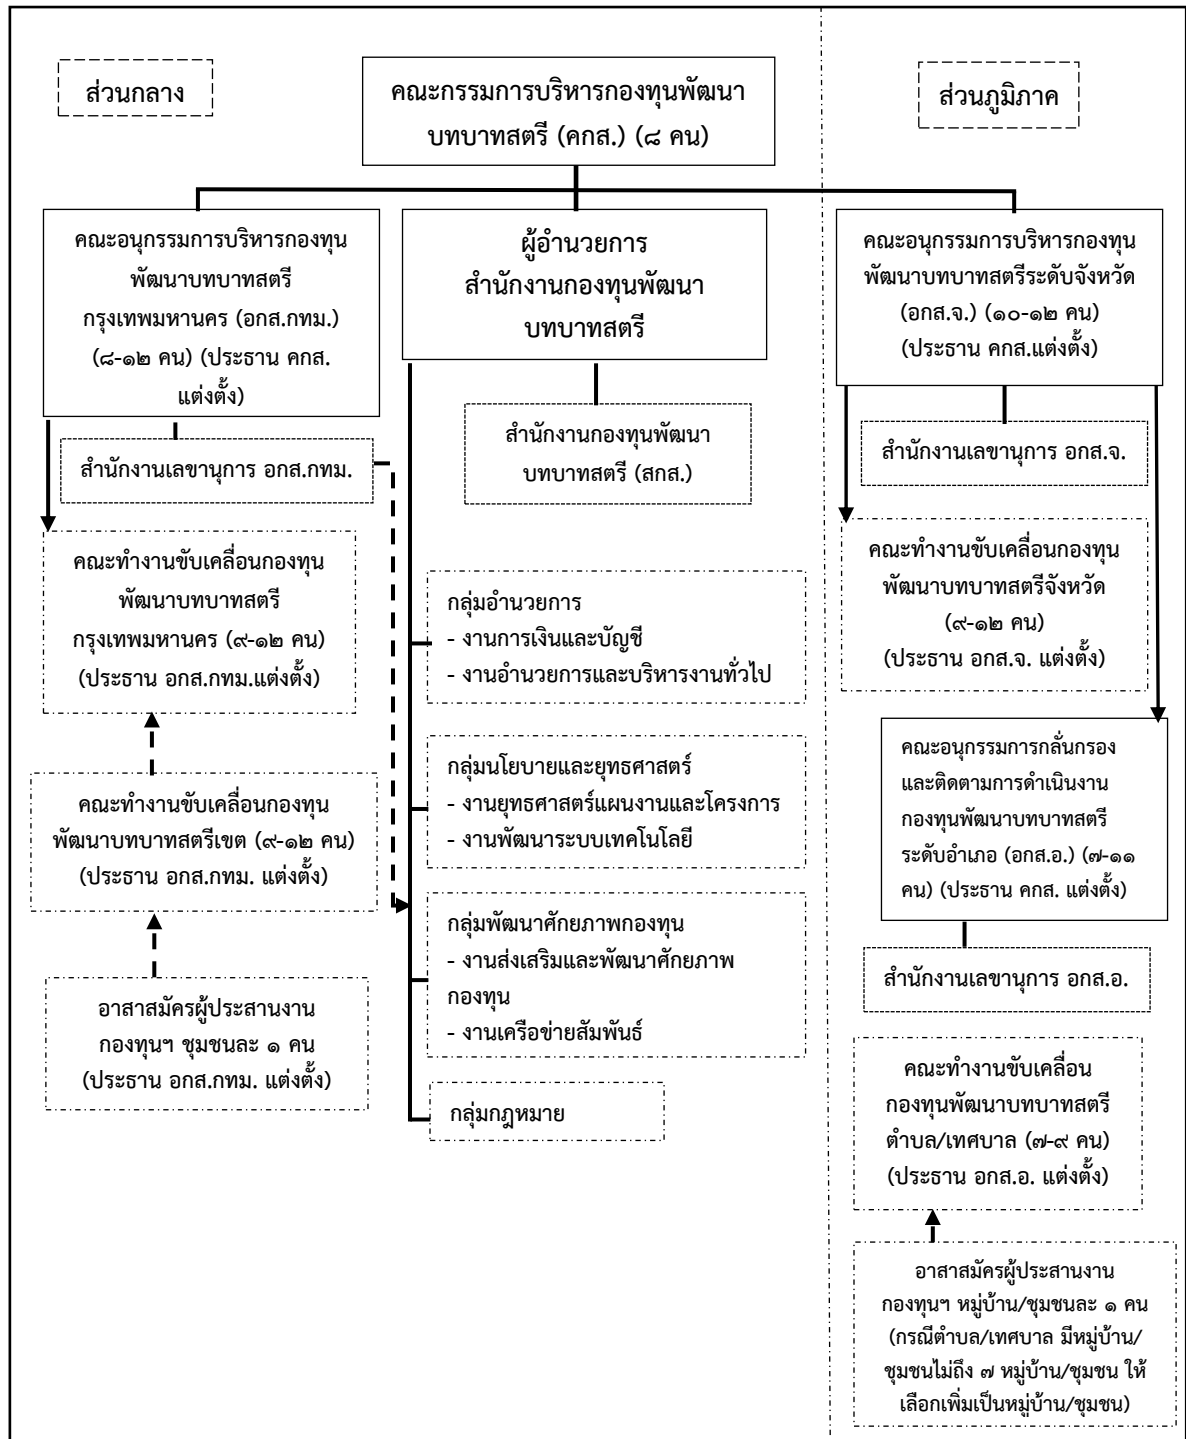 ส่วนกลาง
คณะกรรมการบริหารกองทุนพัฒนา
บทบาทสตรี (คกส.) (๘ คน)
ส่วนภูมิภาค
คณะอนุกรรมการบริหารกองทุน
พัฒนาบทบาทสตรี
กรุงเทพมหานคร (อกส.กทม.)
(๘-๑๒ คน) (ประธาน คกส.
แต่งตั้ง)
สำนักงานเลขานุการ อกส.กทม.
คณะทำงานขับเคลื่อนกองทุน
พัฒนาบทบาทสตรี
กรุงเทพมหานคร (๙-๑๒ คน)
(ประธาน อกส.กทม.แต่งตั้ง)
คณะทำงานขับเคลื่อนกองทุน
พัฒนาบทบาทสตรีเขต (๙-๑๒ คน)
(ประธาน อกส.กทม. แต่งตั้ง)
อาสาสมัครผู้ประสานงาน
กองทุนฯ ชุมชนละ ๑ คน
(ประธาน อกส.กทม. แต่งตั้ง)
ผู้อำนวยการ
สำนักงานกองทุนพัฒนา
บทบาทสตรี
สำนักงานกองทุนพัฒนา
บทบาทสตรี (สกส.)
กลุ่มอำนวยการ
- งานการเงินและบัญชี
- งานอำนวยการและบริหารงานทั่วไป
กลุ่มนโยบายและยุทธศาสตร์
- งานยุทธศาสตร์แผนงานและโครงการ
- งานพัฒนาระบบเทคโนโลยี
กลุ่มพัฒนาศักยภาพกองทุน
- งานส่งเสริมและพัฒนาศักยภาพ
กองทุน
- งานเครือข่ายสัมพันธ์
กลุ่มกฎหมาย
คณะอนุกรรมการบริหารกองทุน
พัฒนาบทบาทสตรีระดับจังหวัด
(อกส.จ.) (๑๐-๑๒ คน)
(ประธาน คกส.แต่งตั้ง)
สำนักงานเลขานุการ อกส.จ.
คณะทำงานขับเคลื่อนกองทุน
พัฒนาบทบาทสตรีจังหวัด
(๙-๑๒ คน)
(ประธาน อกส.จ. แต่งตั้ง)
คณะอนุกรรมการกลั่นกรอง
และติดตามการดำเนินงาน
กองทุนพัฒนาบทบาทสตรี
ระดับอำเภอ (อกส.อ.) (๗-๑๑
คน) (ประธาน คกส. แต่งตั้ง)
สำนักงานเลขานุการ อกส.อ.
คณะทำงานขับเคลื่อน
กองทุนพัฒนาบทบาทสตรี
ตำบล/เทศบาล (๗-๙ คน)
(ประธาน อกส.อ. แต่งตั้ง)
อาสาสมัครผู้ประสานงาน
กองทุนฯ หมู่บ้าน/ชุมชนละ ๑ คน
(กรณีตำบล/เทศบาล มีหมู่บ้าน/
ชุมชนไม่ถึง ๗ หมู่บ้าน/ชุมชน ให้
เลือกเพิ่มเป็นหมู่บ้าน/ชุมชน)